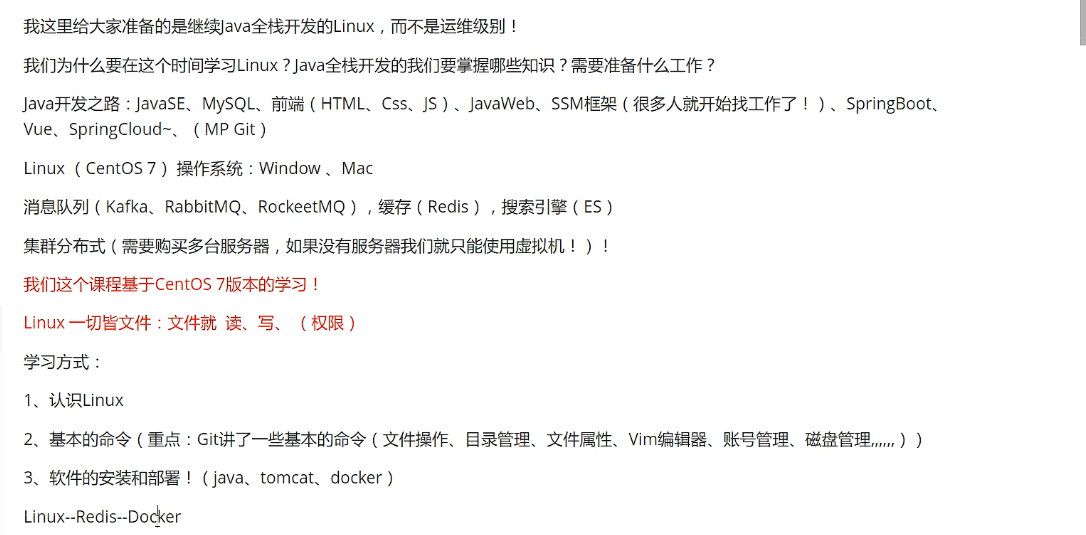 我这里给大家准备的是继续Java全栈开发的Linux，而不是运维级别！
我们为什么要在这个时间学习Linux？Java全栈开发的我们要掌握哪些知识？需要准备什么工作？
Java开发之路：JavaSE、MySQL、前端（HTML、Css、JS）、JavaWeb、SSM框架（很多人就开始找工作了！）、SpringBoot、
Vue、SpringCloud~、（MP Git）
Linux （CentOS 7）操作系统：Window 、Mac
消息队列（Kafka、RabbitMQ、RockeetMQ），缓存（Redis），搜索引擎（ES）
集群分布式（需要购买多台服务器，如果没有服务器我们就只能使用虚拟机！）！
我们这个课程基于CentOS 7版本的学习！
Linux 一切皆文件：文件就 读、写、（权限）
学习方式：
1、认识Linux
2、基本的命令（重点：Git讲了一些基本的命令（文件操作、目录管理、文件属性、Vim编辑器、账号管理、磁盘管理,,,,,,））
3、软件的安装和部署！（java、tomcat、docker）
Linux--Redis--Docker